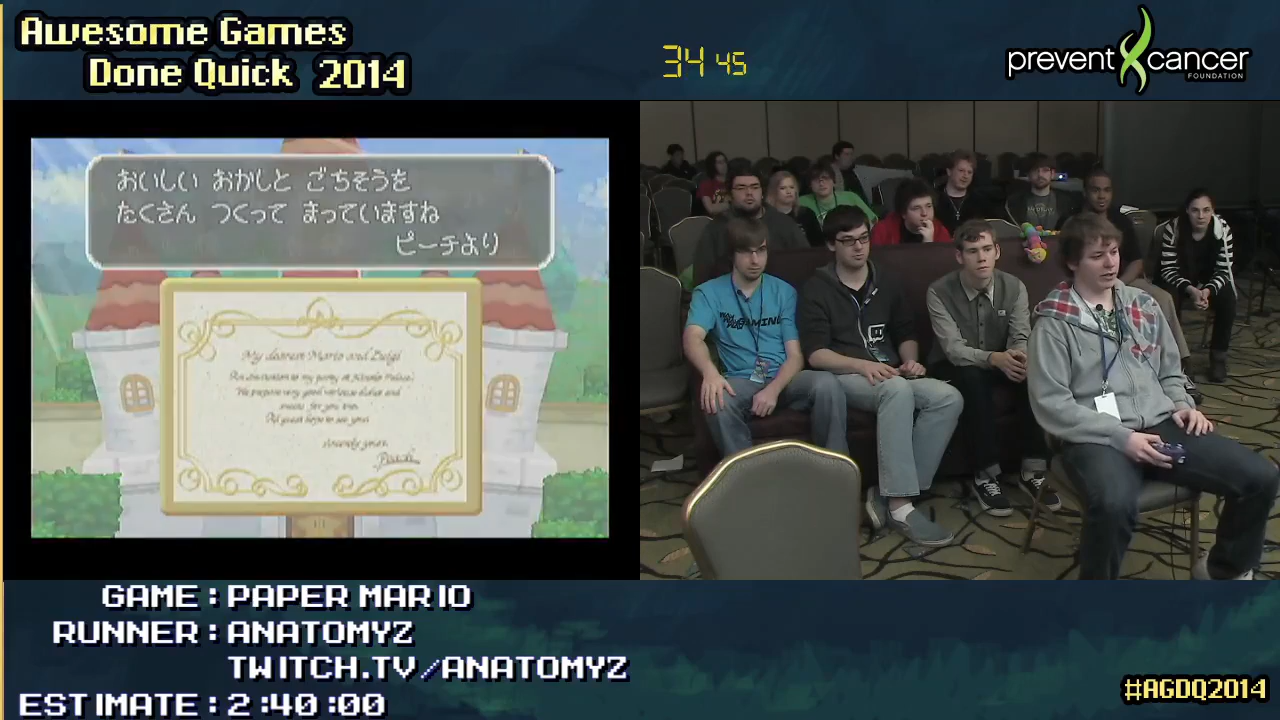 Awesome Games
Done Quick 2014
34 45
prevent cancer
FOUNDATION
おいしい おかしと ごちそうを
たくさん つくって まっていますね
ピーチより
My dearest Mario and Luigi
sincerely yours,
Peach
GAME : PAPER MARIO
RUNNER : ANATOMYZ
TWITCH.TV/ANATOMYZ
ESTIMATE : 2 :40 :00
#AGDQ2014